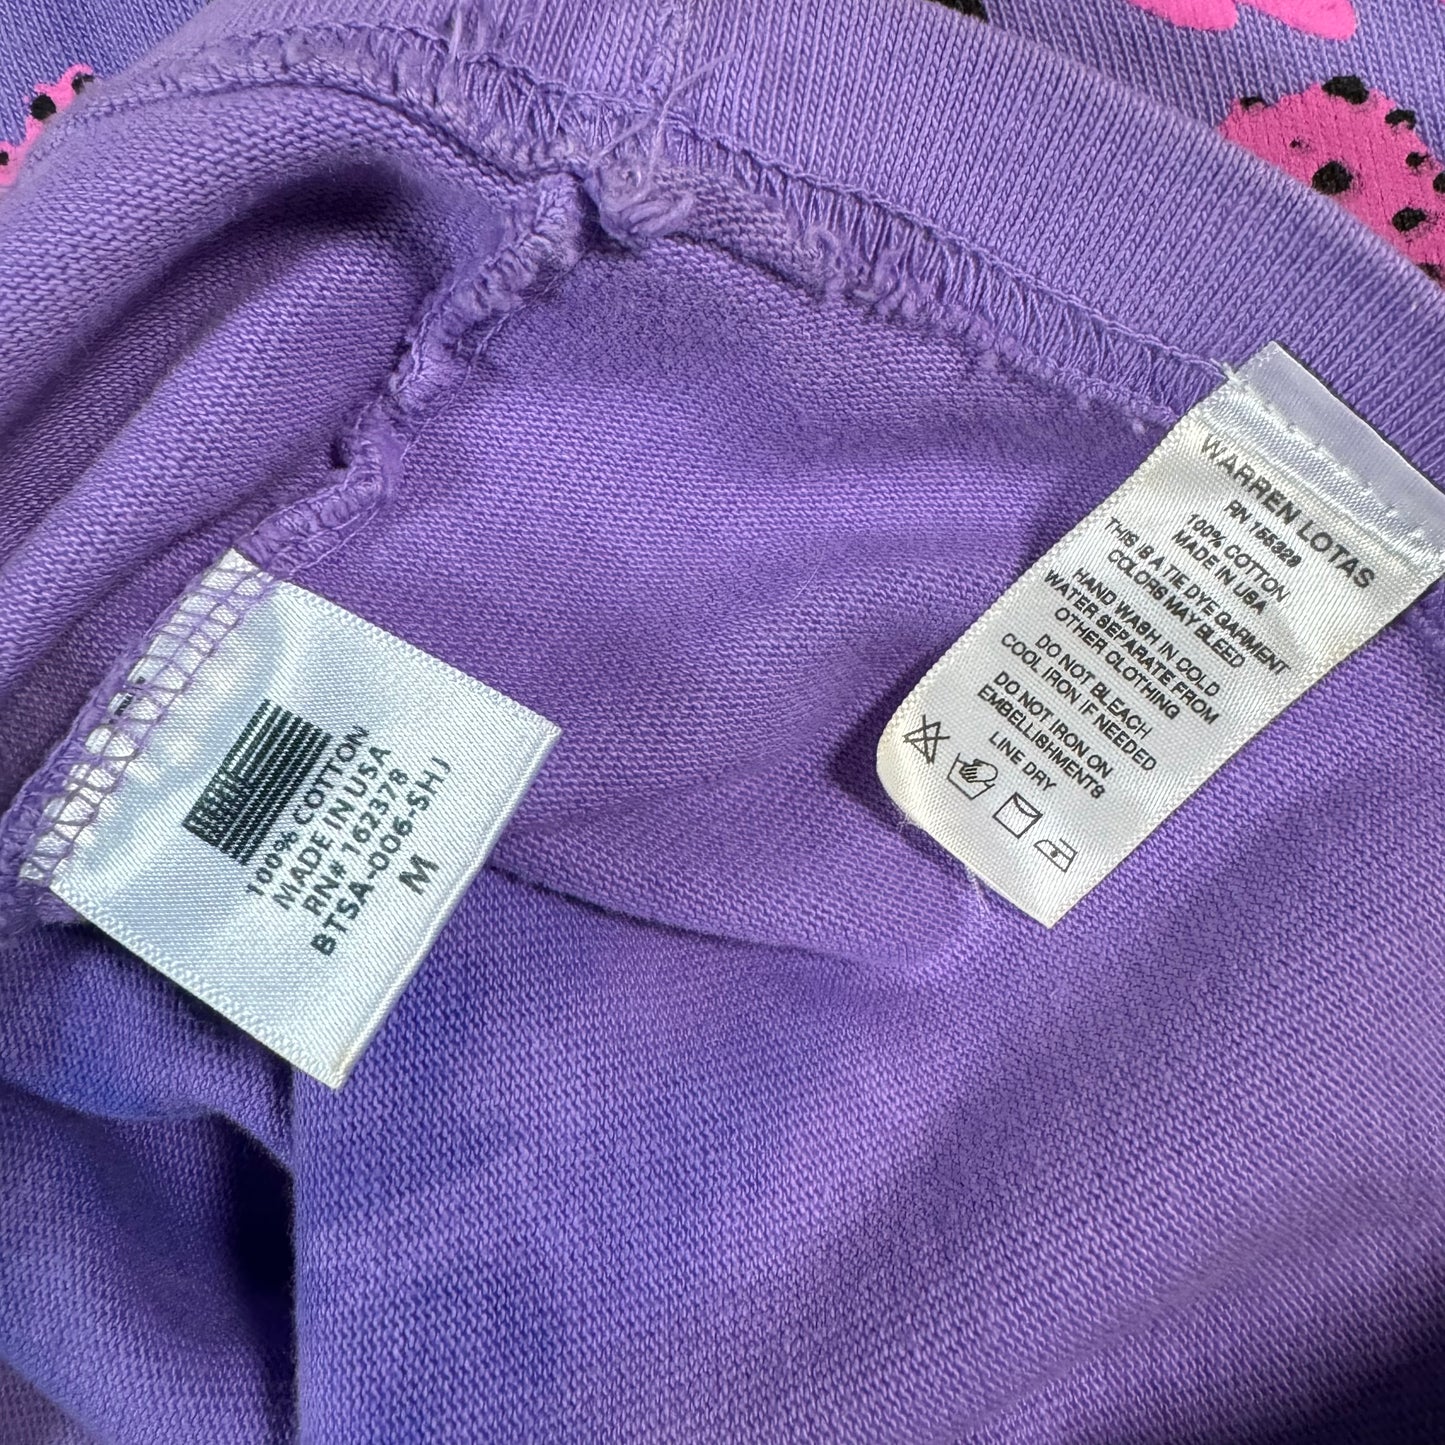 100% COTTON
MADE IN USA
RN# 162378
BTSA-006-SHJ
M
WARREN LOTAS
RN 155329
100% COTTON
MADE IN USA
THIS IS A TIE DYE GARMENT
COLORS MAY BLEED
HAND WASH IN COLD
WATER SEPARATE FROM
OTHER CLOTHING
DO NOT BLEACH
COOL IRON IF NEEDED
DO NOT IRON ON
EMBELLISHMENTS
LINE DRY